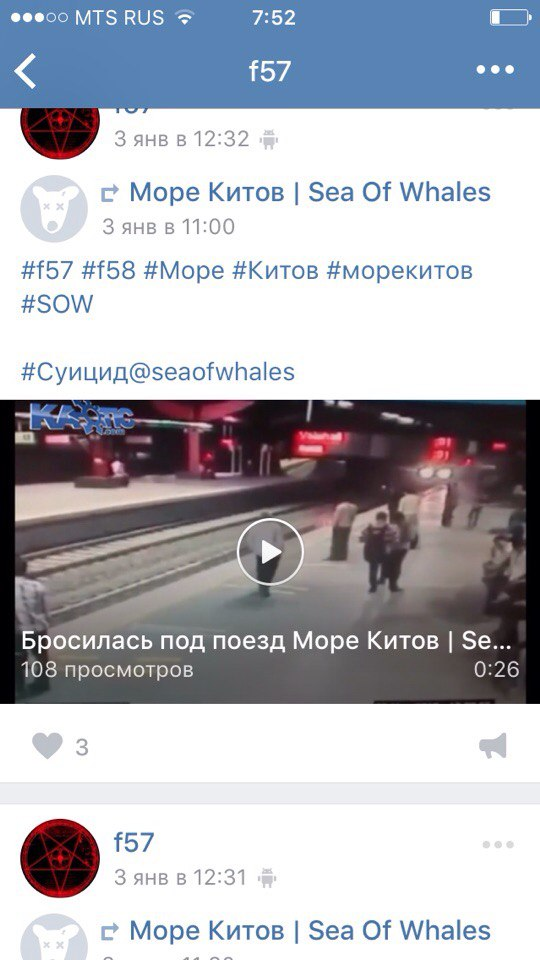 MTS RUS 7:52
f57
3 янв в 12:32
Море Китов | Sea Of Whales
3 янв в 11:00
#f57 #f58 #Море #Китов #морекитов
#SOW
#Суицид@seaofwhales
Бросилась под поезд Море Китов | Se...
108 просмотров 0:26
3
f57
3 янв в 12:31
Море Китов | Sea Of Whales